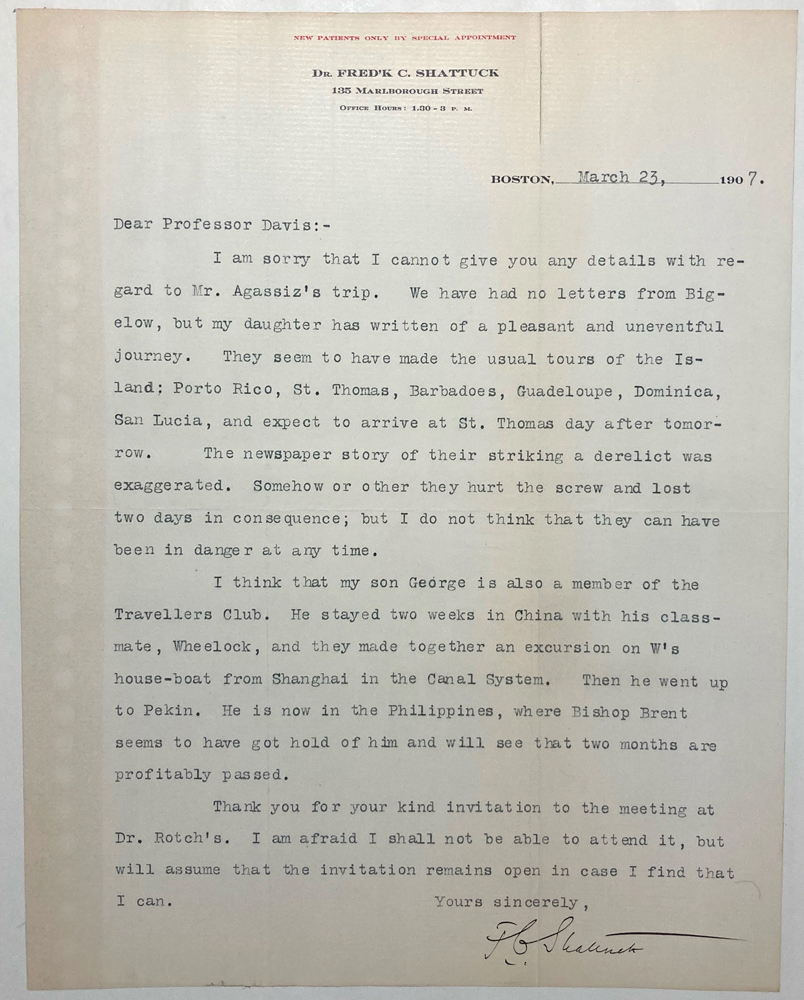 NEW PATIENTS ONLY BY SPECIAL APPOINTMENT
DR. FRED'K C. SHATTUCK
135 MARLBOROUGH STREET
OFFICE HOURS: 1.30-3 P. M.
BOSTON, March 23, 1907.
Dear Professor Davis:-
I am sorry that I cannot give you any details with re-
gard to Mr. Agassiz's trip. We have had no letters from Big-
elow, but my daughter has written of a pleasant and uneventful
journey. They seem to have made the usual tours of the Is-
land; Porto Rico, St. Thomas, Barbadoes, Guadeloupe, Dominica,
San Lucia, and expect to arrive at St. Thomas day after tomor-
row. The newspaper story of their striking a derelict was
exaggerated. Somehow or other they hurt the screw and lost
two days in consequence; but I do not think that they can have
been in danger at any time.
I think that my son George is also a member of the
Travellers Club. He stayed two weeks in China with his class-
mate, Wheelock, and they made together an excursion on W's
house-boat from Shanghai in the Canal System. Then he went up
to Pekin. He is now in the Philippines, where Bishop Brent
seems to have got hold of him and will see that two months are
profitably passed.
Thank you for your kind invitation to the meeting at
Dr. Rotch's. I am afraid I shall not be able to attend it, but
will assume that the invitation remains open in case I find that
I can. Yours sincerely,
F C Shattuck